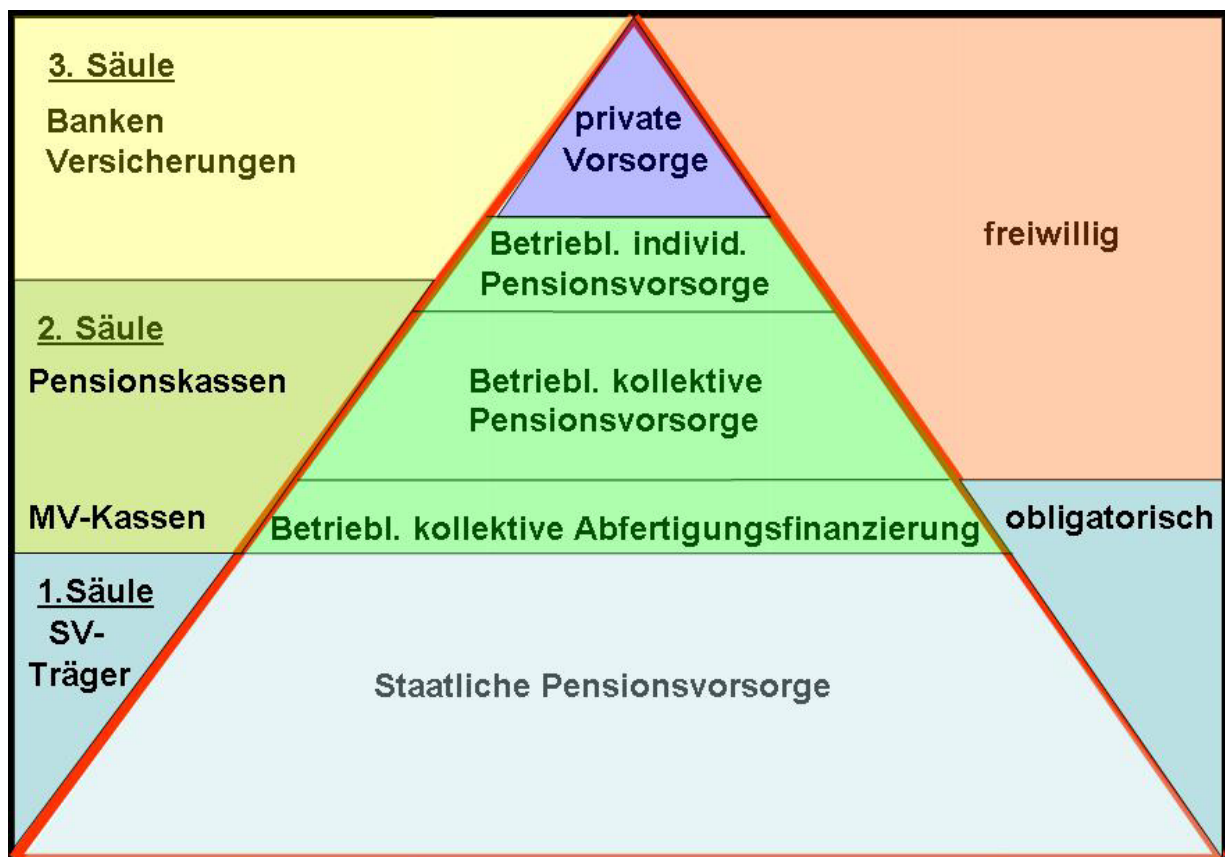 3. Säule
Banken
Versicherungen
private
Vorsorge
freiwillig
Betriebl. individ.
Pensionsvorsorge
2. Säule
Pensionskassen
Betriebl. kollektive
Pensionsvorsorge
MV-Kassen
Betriebl. kollektive Abfertigungsfinanzierung
obligatorisch
1.Säule
SV-
Träger
Staatliche Pensionsvorsorge